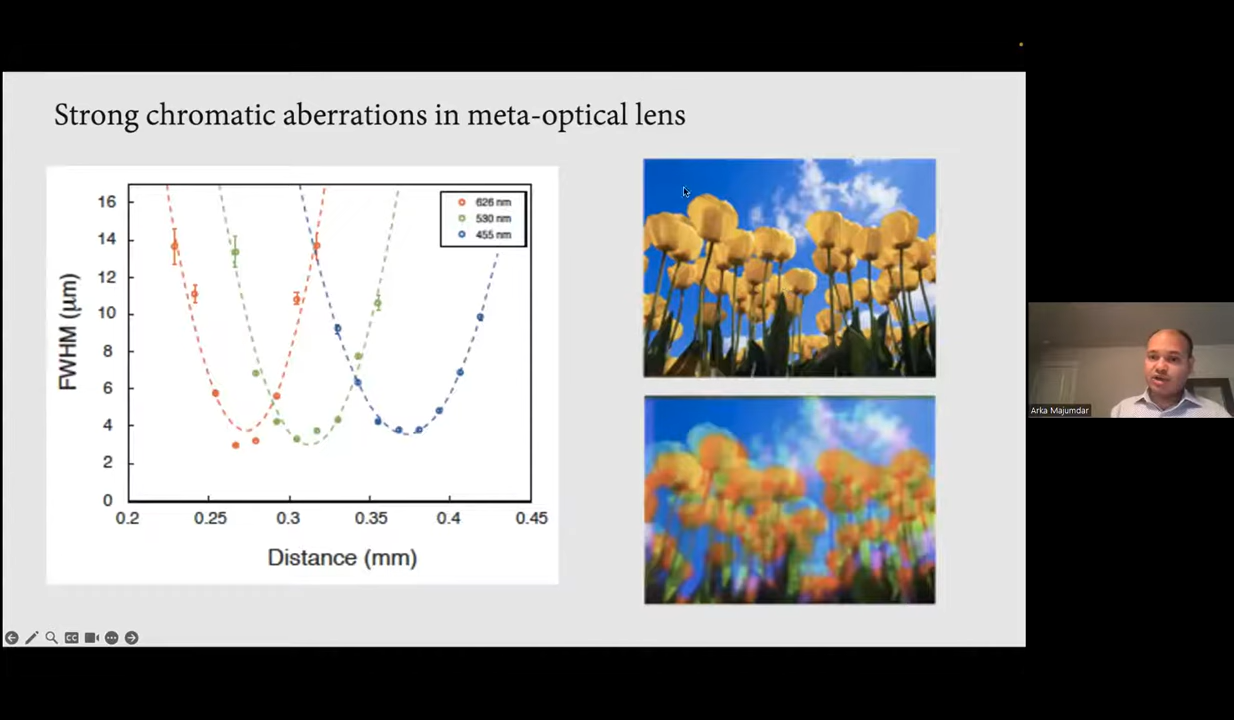 Strong chromatic aberrations in meta-optical lens
16
14
12
10
8
6
4
2
0
FWHM (μm)
626 nm
530 nm
455 nm
0.2 0.25 0.3 0.35 0.4 0.45
Distance (mm)
Arka Majumdar
CC